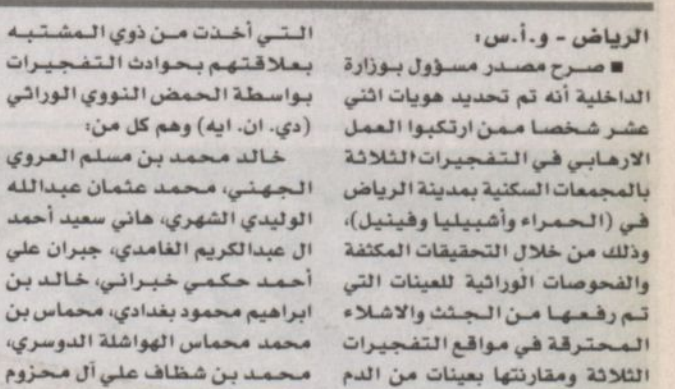 الرياض - و.أ.س:
■ صرح مصدر مسؤول بوزارة
الداخلية أنه تم تحديد هويات اثني
عشر شخصا ممن ارتكبوا العمل
الارهابي في التفجيرات الثلاثة
بالمجمعات السكنية بمدينة الرياض
في (الحمراء وأشبيليا وفينيل)،
وذلك من خلال التحقيقات المكثفة
والفحوصات الوراثية للعينات التي
تم رفعها من الجثث والاشلاء
المحترقة في مواقع التفجيرات
الثلاثة ومقارنتها بعينات من الدم
التي أخذت من ذوي المشتبه
بعلاقتهم بحوادث التفجيرات
بواسطة الحمض النووي الوراثي
(دي. ان. ايه) وهم كل من:
خالد محمد بن مسلم العروي
الجهني، محمد عثمان عبدالله
الوليدي الشهري، هاني سعيد أحمد
ال عبدالكريم الغامدي، جبران علي
أحمد حكمي خبراني، خالد بن
ابراهيم محمود بغدادي، محماس بن
محمد محماس الهواشلة الدوسري،
محمد بن شظاف علي آل محزوم